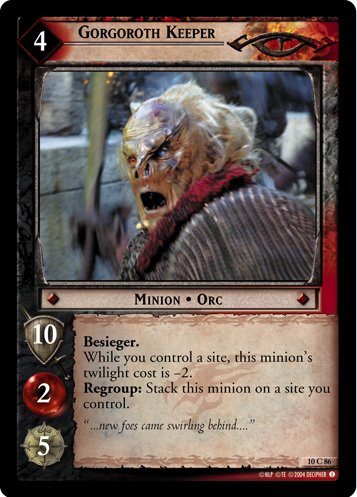 4
GORGOROTH KEEPER
MINION • ORC
10
2
5
Besieger.
While you control a site, this minion's
twilight cost is –2.
Regroup: Stack this minion on a site you
control.
"...new foes came swirling behind...."
10 C 86
©NLP ©TE ©2004 DECIPHER